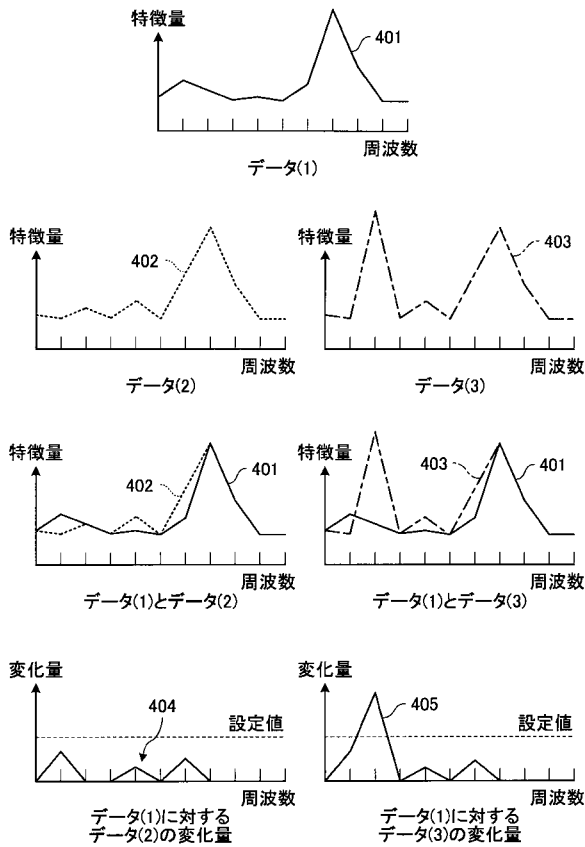 特徴量
401
周波数
データ(1)
特徴量
402
周波数
データ(2)
特徴量
403
周波数
データ(3)
特徴量
402
401
周波数
データ(1)とデータ(2)
特徴量
403
401
周波数
データ(1)とデータ(3)
変化量
404
設定値
周波数
データ(1)に対する
データ(2)の変化量
変化量
405
設定値
周波数
データ(1)に対する
データ(3)の変化量